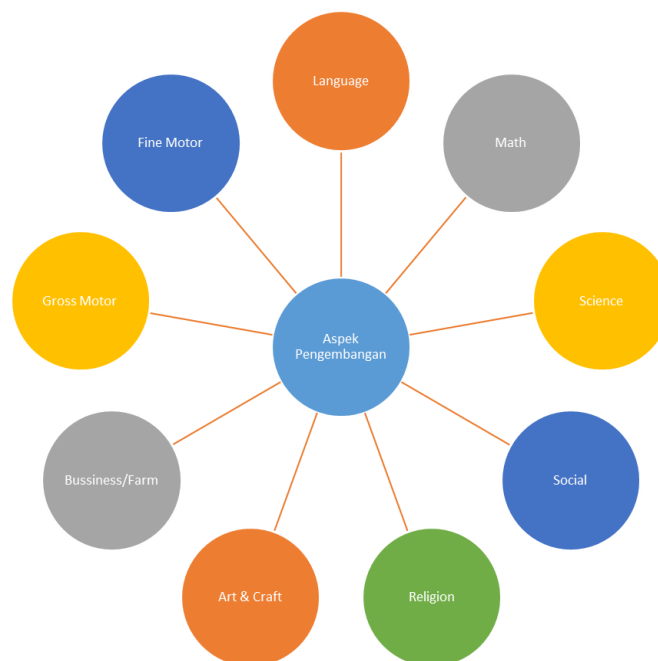 Language
Math
Science
Social
Religion
Art & Craft
Bussiness/Farm
Gross Motor
Fine Motor
Aspek
Pengembangan